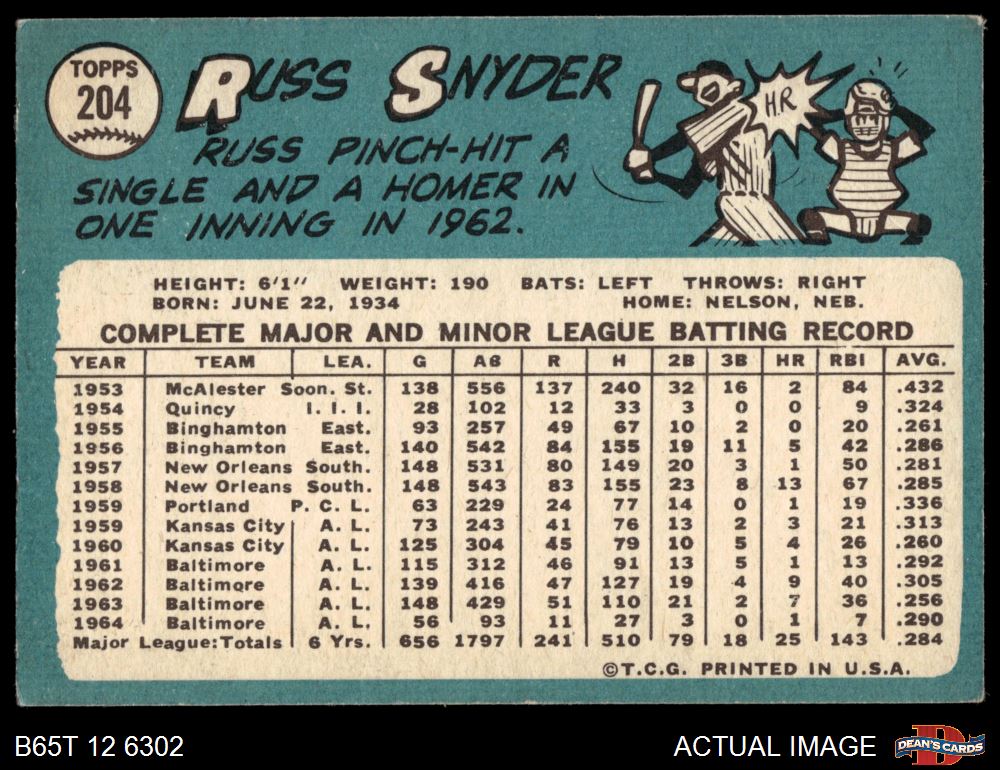 TOPPS
204
RUSS SNYDER
RUSS PINCH-HIT A
SINGLE AND A HOMER IN
ONE INNING IN 1962.
HR
HEIGHT: 6'1" WEIGHT: 190 BATS: LEFT THROWS: RIGHT
BORN: JUNE 22, 1934 HOME: NELSON, NEB.
COMPLETE MAJOR AND MINOR LEAGUE BATTING RECORD
YEAR TEAM LEA. G AB R H 2B 3B HR RBI AVG.
1953 McAlester Soon. St. 138 556 137 240 32 16 2 84 .432
1954 Quincy I. I. I. 28 102 12 33 3 0 0 9 .324
1955 Binghamton East. 93 257 49 67 10 2 0 20 .261
1956 Binghamton East. 140 542 84 155 19 11 5 42 .286
1957 New Orleans South. 148 531 80 149 20 3 1 50 .281
1958 New Orleans South. 148 543 83 155 23 8 13 67 .285
1959 Portland P. C. L. 63 229 24 77 14 0 1 19 .336
1959 Kansas City A. L. 73 243 41 76 13 2 3 21 .313
1960 Kansas City A. L. 125 304 45 79 10 5 4 26 .260
1961 Baltimore A. L. 115 312 46 91 13 5 1 13 .292
1962 Baltimore A. L. 139 416 47 127 19 4 9 40 .305
1963 Baltimore A. L. 148 429 51 110 21 2 7 36 .256
1964 Baltimore A. L. 56 93 11 27 3 0 1 7 .290
Major League:Totals 6 Yrs. 656 1797 241 510 79 18 25 143 .284
©T.C.G. PRINTED IN U.S.A.
B65T 12 6302 ACTUAL IMAGE
DEAN'S CARDS